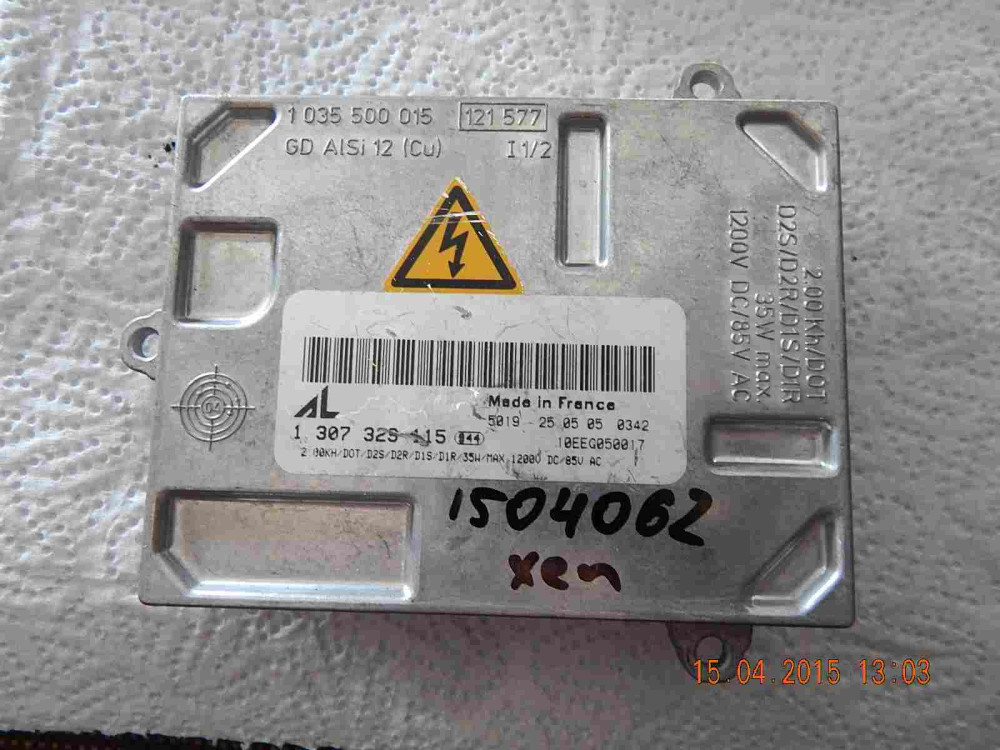 1 035 500 015 121 577
GD AlSi 12 (Cu) I 1/2
2.00 Kh/DOT
D2S/D2R/D1S/D1R
35W max.
1200V DC/85V AC
04
AL
Made in France
5019 - 25 05 05 0342
1 307 329 115 044
10EEG050017
2.00KH/DOT/D2S/D2R/D1S/D1R/35W/MAX.1200V DC/85V AC
1504062
xen
15.04.2015 13:03